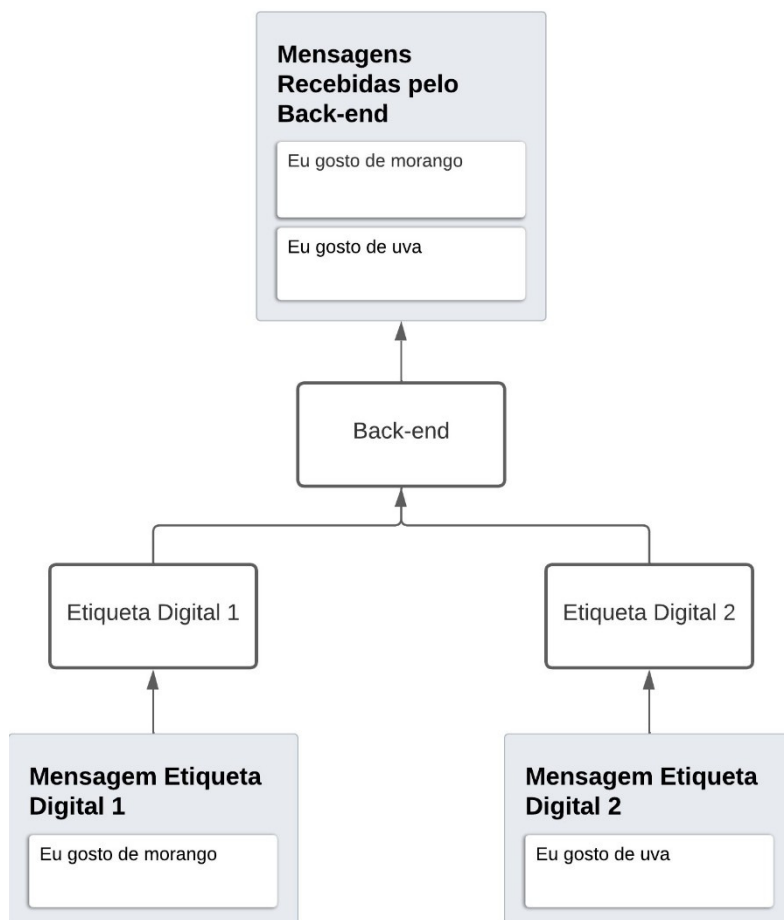 Mensagens
Recebidas pelo
Back-end
Eu gosto de morango
Eu gosto de uva
Back-end
Etiqueta Digital 1
Etiqueta Digital 2
Mensagem Etiqueta
Digital 1
Eu gosto de morango
Mensagem Etiqueta
Digital 2
Eu gosto de uva